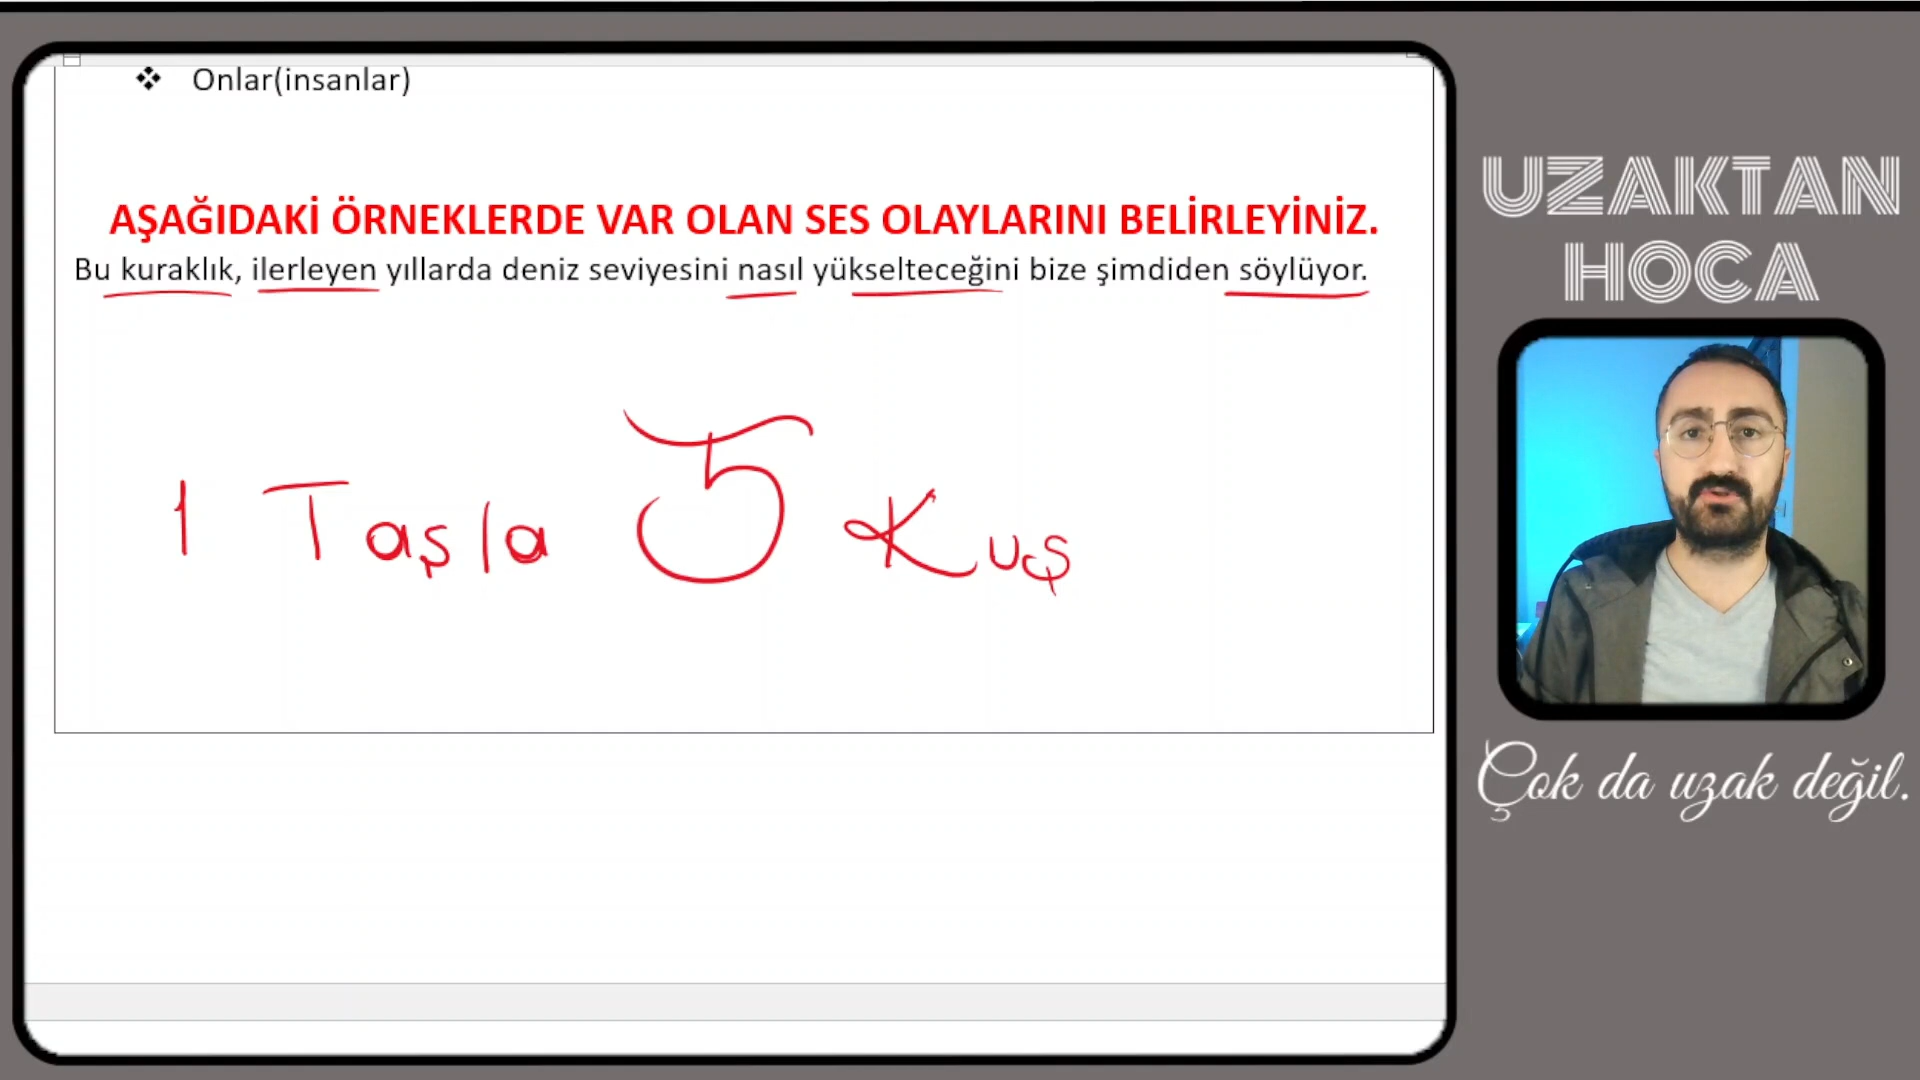 Onlar(insanlar)
AŞAĞIDAKİ ÖRNEKLERDE VAR OLAN SES OLAYLARINI BELİRLEYİNİZ.
Bu kuraklık, ilerleyen yıllarda deniz seviyesini nasıl yükselteceğini bize şimdiden söylüyor.
1 Taşla 5 Kuş
UZAKTAN
HOCA
Çok da uzak değil.